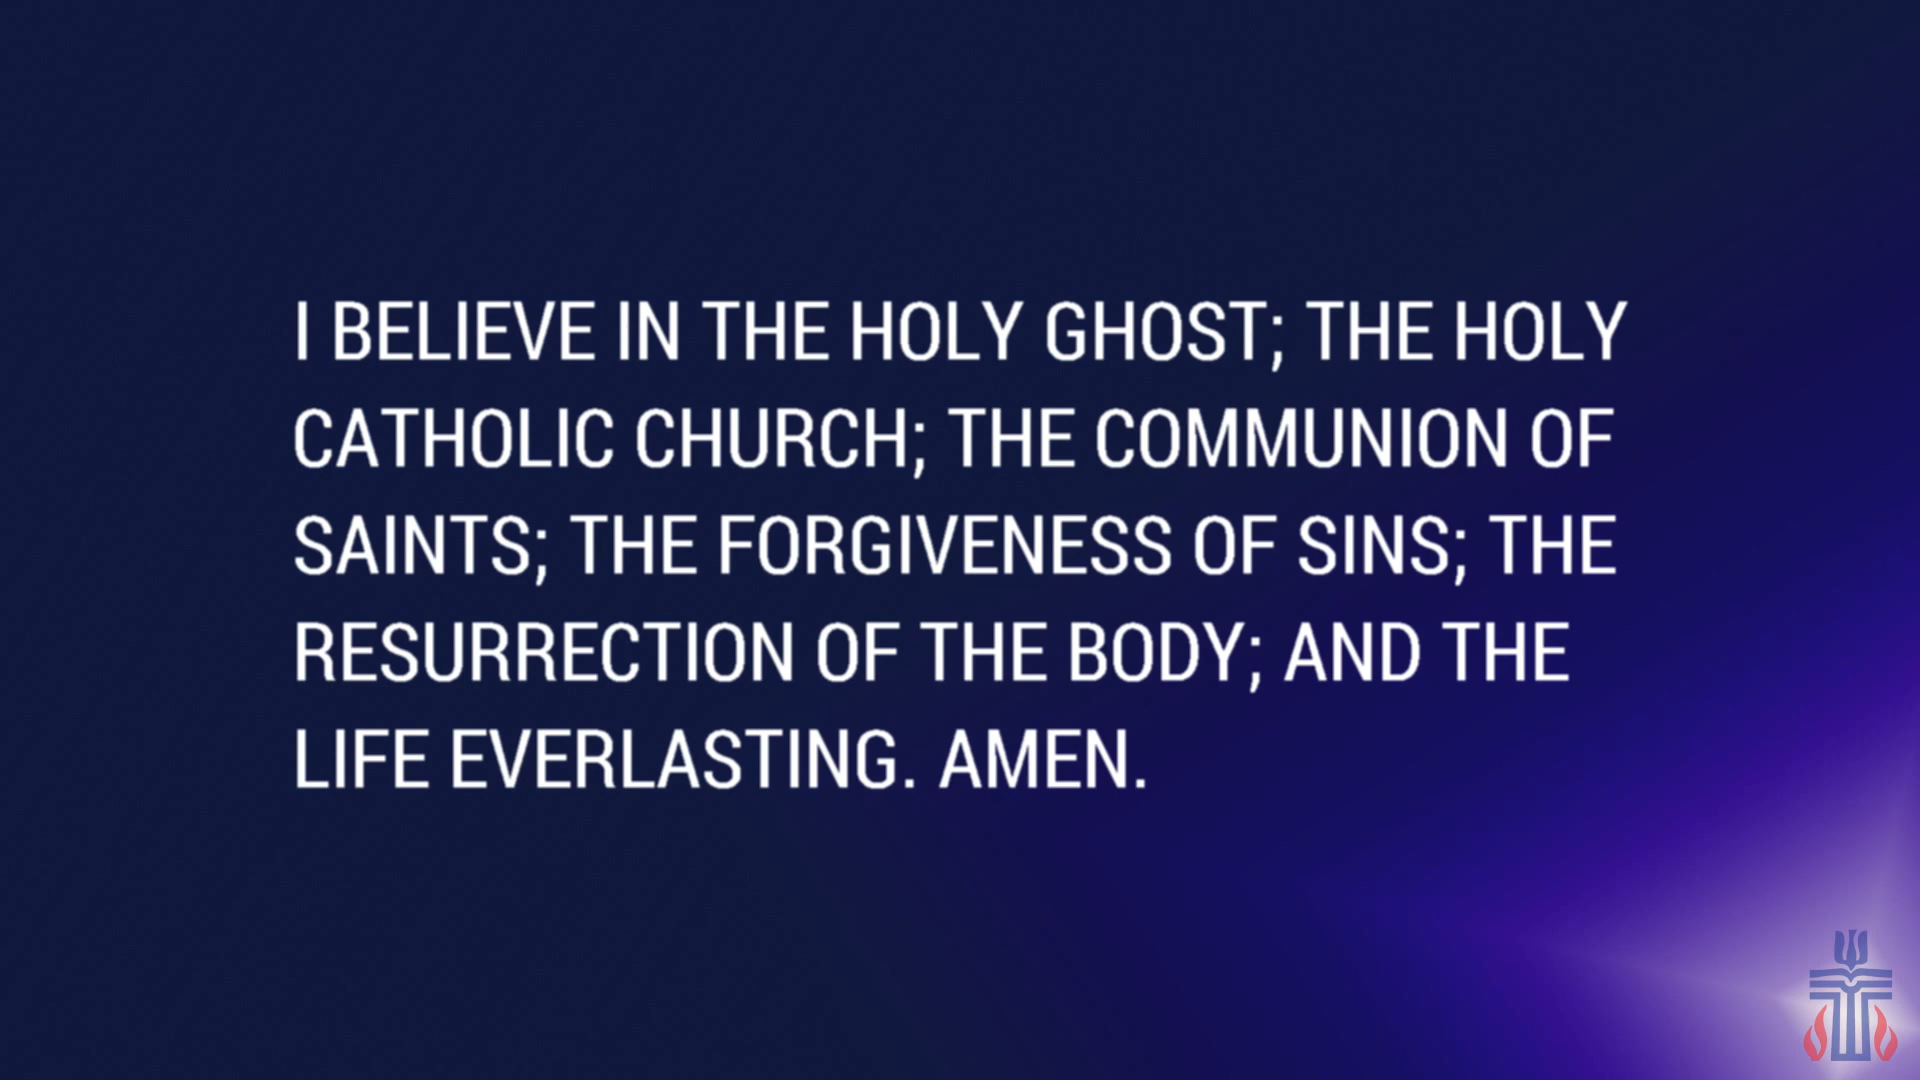 I BELIEVE IN THE HOLY GHOST; THE HOLY
CATHOLIC CHURCH; THE COMMUNION OF
SAINTS; THE FORGIVENESS OF SINS; THE
RESURRECTION OF THE BODY; AND THE
LIFE EVERLASTING. AMEN.